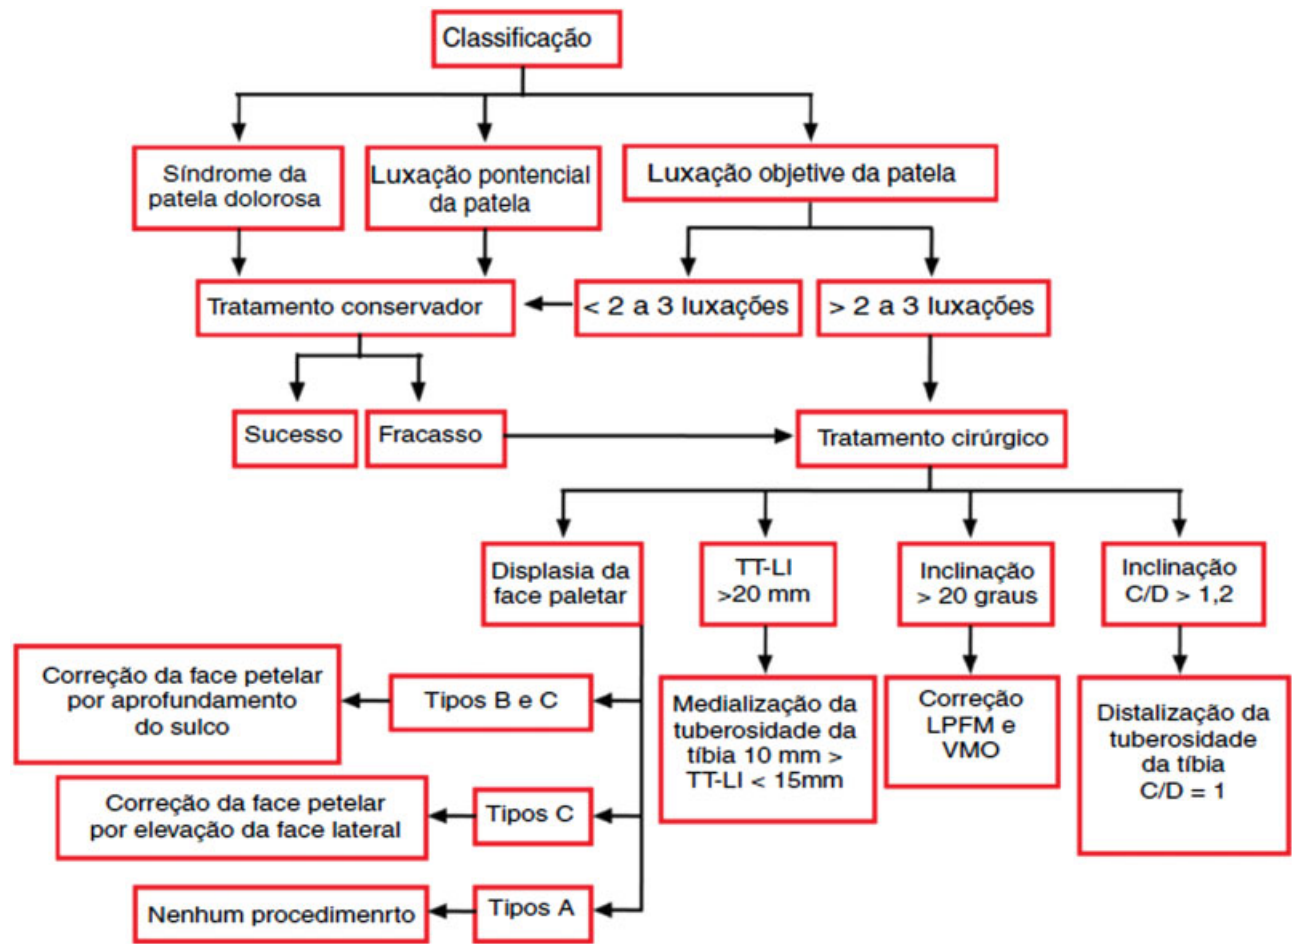 Classificação
Síndrome da
patela dolorosa
Luxação pontencial
da patela
Luxação objetive da patela
Tratamento conservador
< 2 a 3 luxações
> 2 a 3 luxações
Sucesso
Fracasso
Tratamento cirúrgico
Displasia da
face paletar
TT-LI
>20 mm
Inclinação
> 20 graus
Inclinação
C/D > 1,2
Correção da face petelar
por aprofundamento
do sulco
Tipos B e C
Medialização da
tuberosidade da
tíbia 10 mm >
TT-LI < 15mm
Correção
LPFM e
VMO
Distalização da
tuberosidade
da tíbia
C/D = 1
Correção da face petelar
por elevação da face lateral
Tipos C
Nenhum procedimenrto
Tipos A